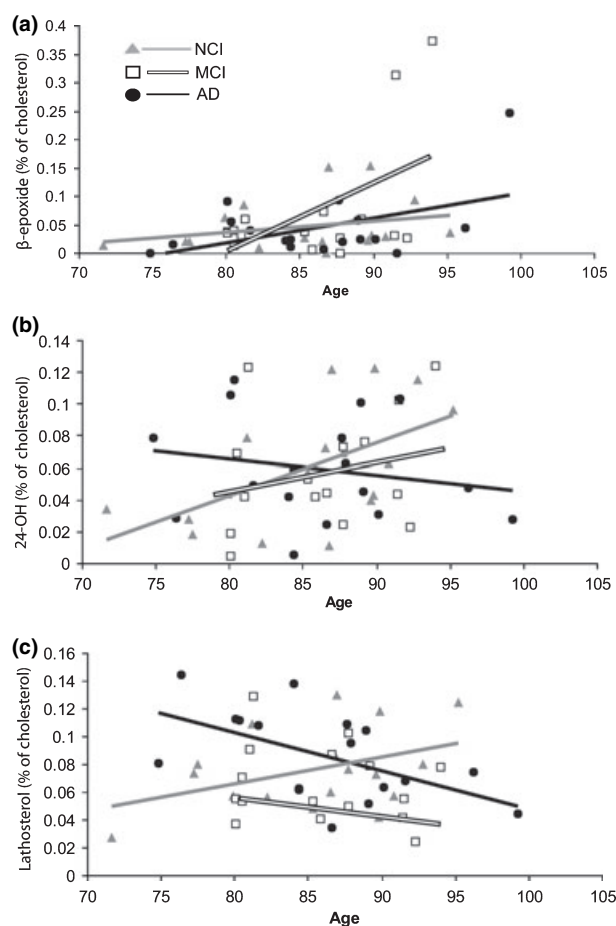 (a)
β-epoxide (% of cholesterol)
0.4
0.35
0.3
0.25
0.2
0.15
0.1
0.05
0
NCI
MCI
AD
70 75 80 85 90 95 100 105
Age
(b)
24-OH (% of cholesterol)
0.14
0.12
0.1
0.08
0.06
0.04
0.02
0
70 75 80 85 90 95 100 105
Age
(c)
Lathosterol (% of cholesterol)
0.16
0.14
0.12
0.1
0.08
0.06
0.04
0.02
0
70 75 80 85 90 95 100 105
Age